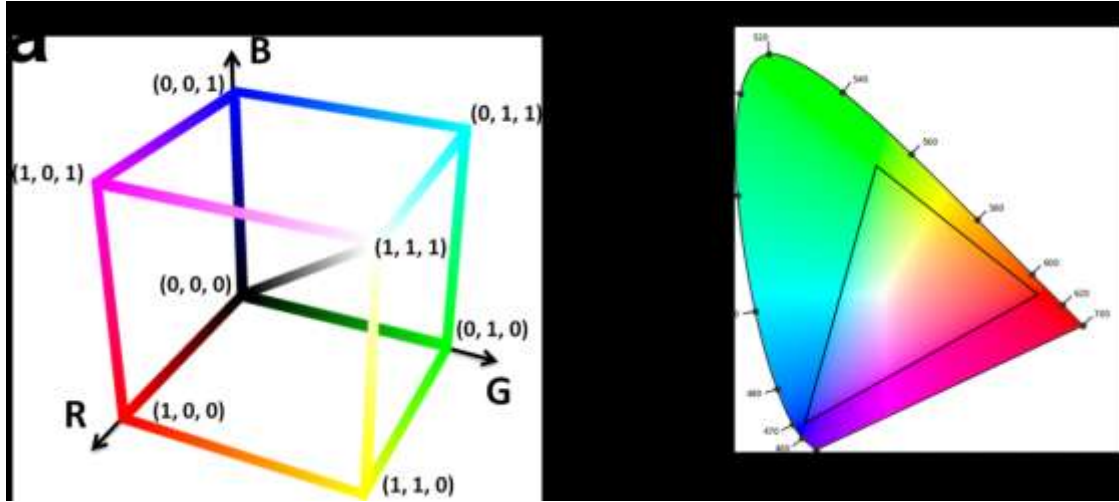 a
B
(0, 0, 1)
(0, 1, 1)
(1, 0, 1)
(1, 1, 1)
(0, 0, 0)
(0, 1, 0)
G
R
(1, 0, 0)
(1, 1, 0)
520
540
560
580
600
620
700
470